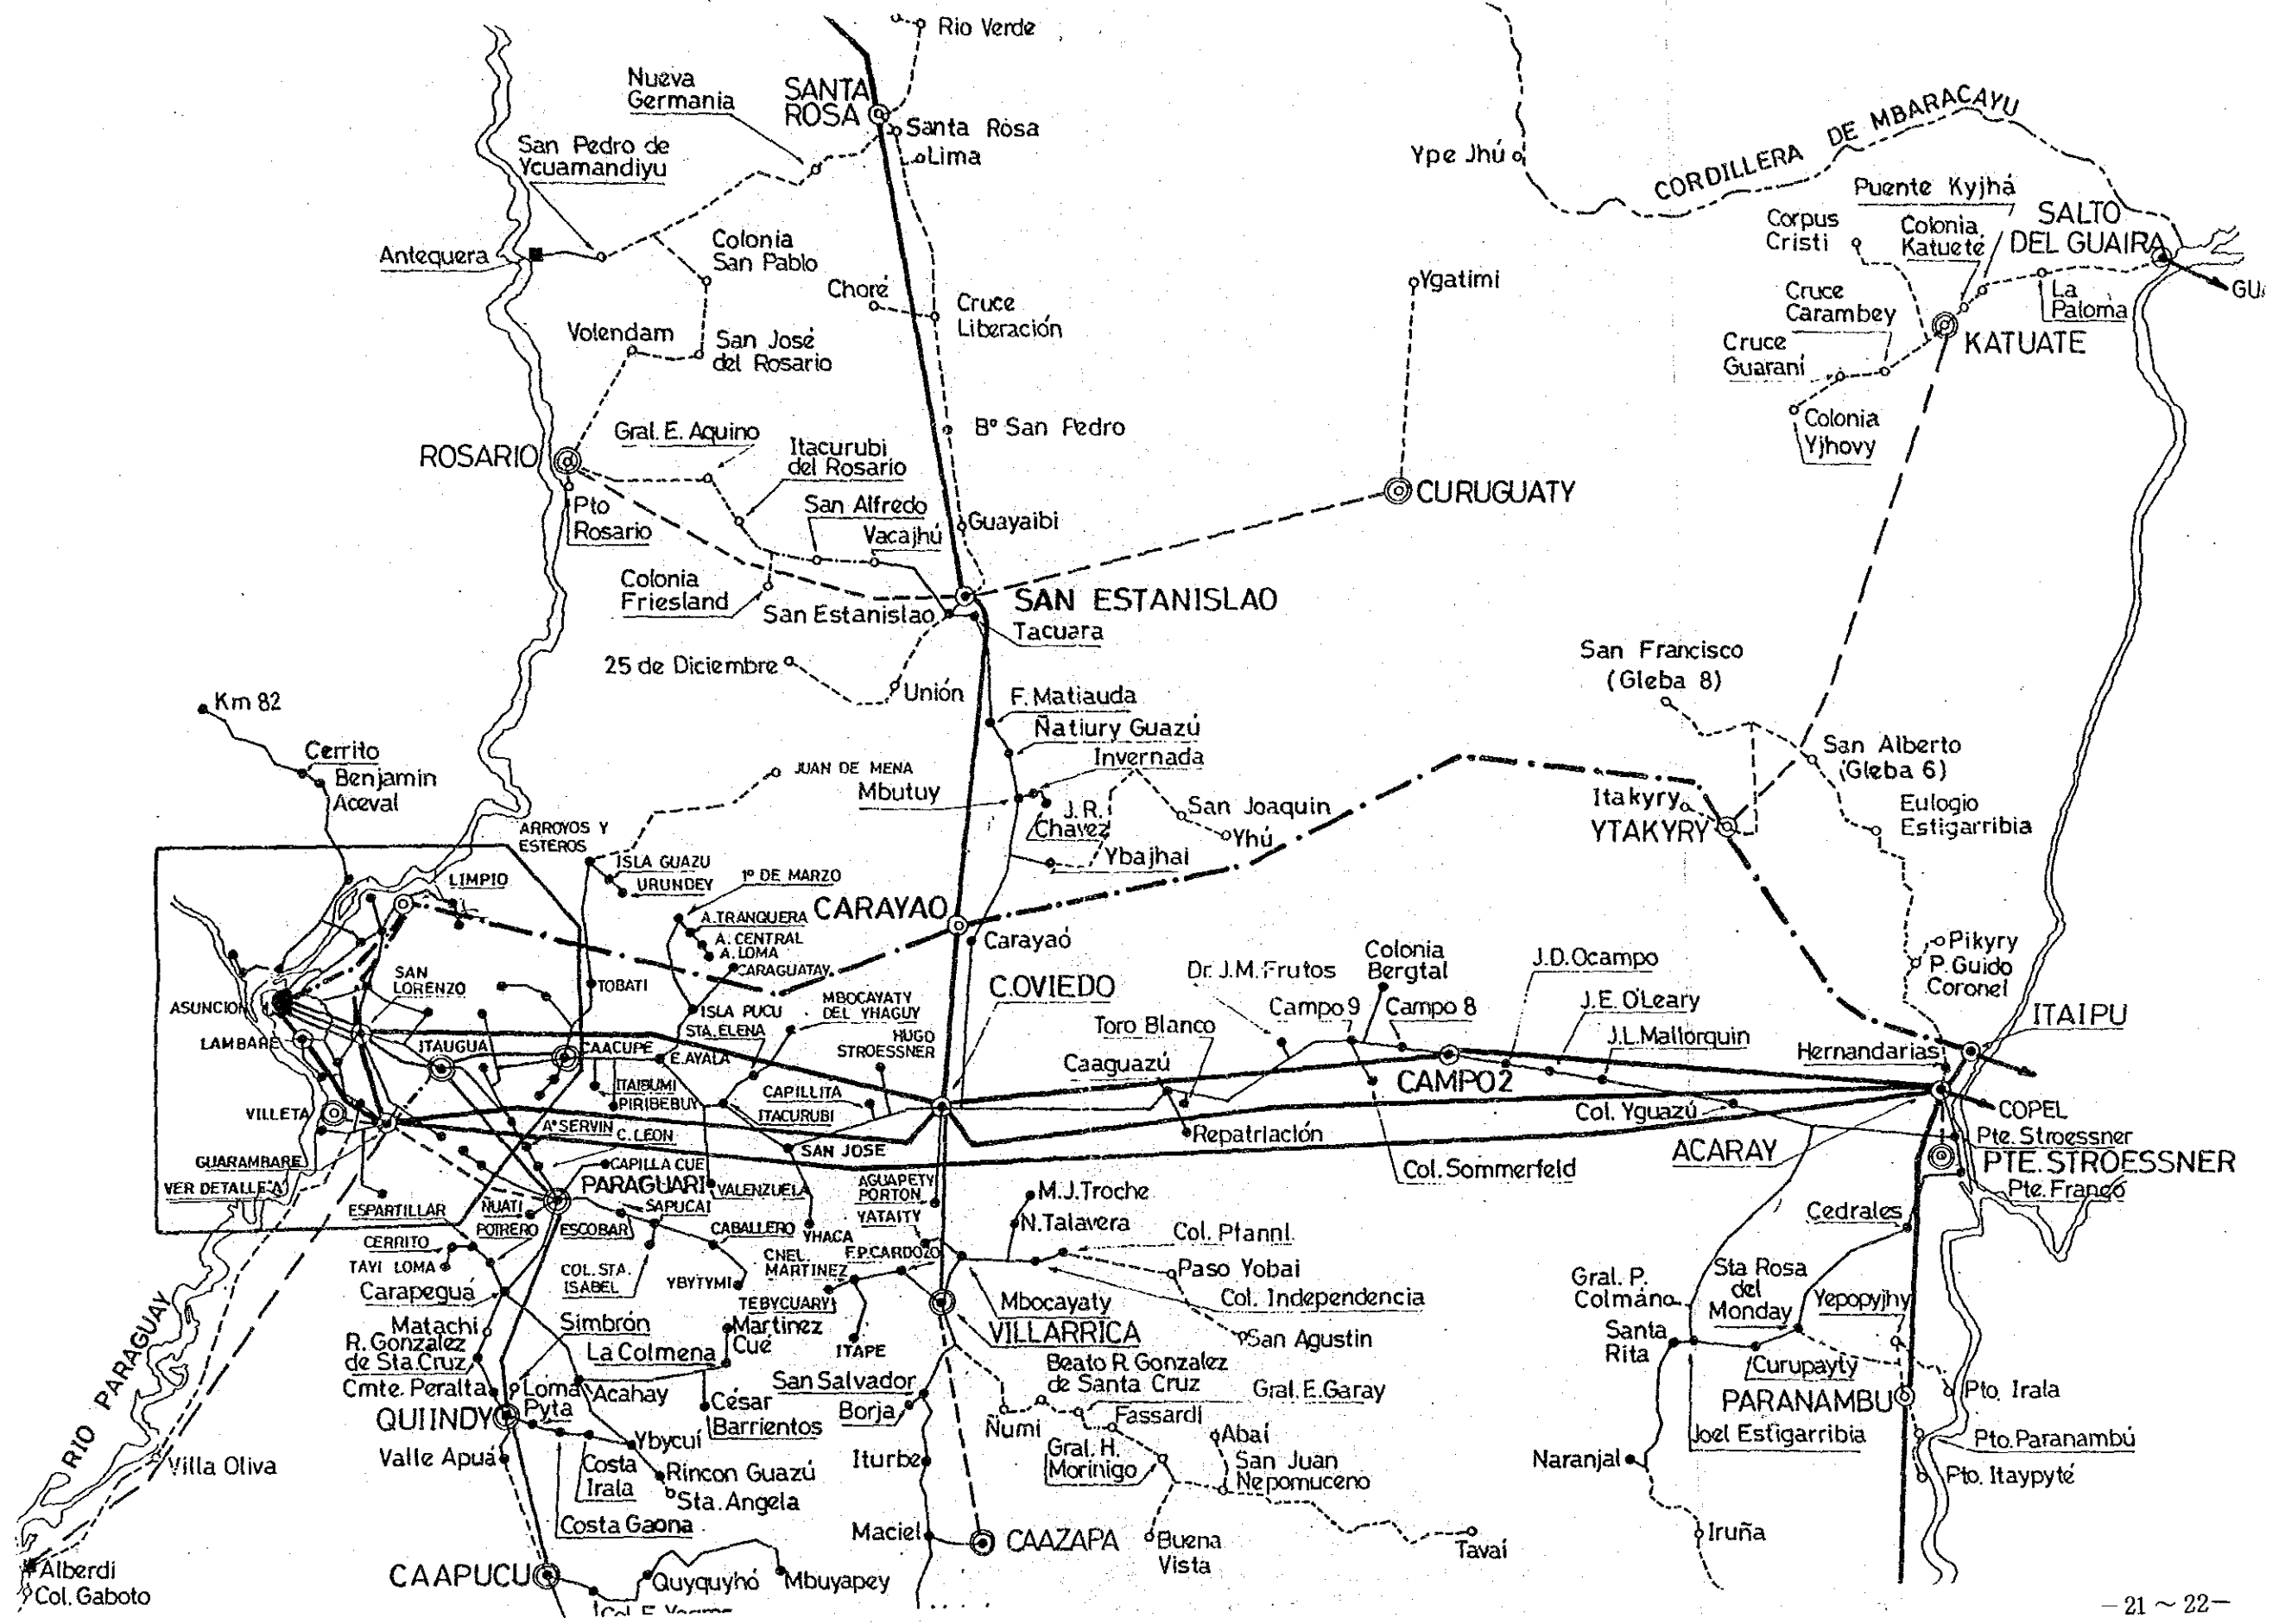 Rio Verde
Nueva
Germania
SANTA
ROSA
Santa Rosa
Lima
San Pedro de
Ycuamandiyu
Ype Jhú
CORDILLERA DE MBARACAYU
Puente Kyjhá
Corpus
Cristi
Colonia
Katueté
SALTO
DEL GUAIRA
Antequera
Colonia
San Pablo
Choré
Cruce
Liberación
Ygatimi
Cruce
Carambey
La
Paloma
Volendam
San José
del Rosario
Cruce
Guaraní
KATUATE
Colonia
Yjhovy
Gral. E. Aquino
Bº San Pedro
ROSARIO
Itacurubi
del Rosario
CURUGUATY
Pto
Rosario
San Alfredo
Vacajhú
Guayaibi
Colonia
Friesland
San Estanislao
SAN ESTANISLAO
Tacuara
25 de Diciembre
Unión
San Francisco
(Gleba 8)
Km 82
F. Matiauda
Ñatiury Guazú
Invernada
San Alberto
(Gleba 6)
Cerrito
Benjamin
Aceval
JUAN DE MENA
Mbutuy
J. R.
Chavez
San Joaquin
Yhú
Itakyry
YTAKYRY
Eulogio
Estigarribia
Ybajhai
ARROYOS Y
ESTEROS
ISLA GUAZU
URUNDEY
LIMPIO
1º DE MARZO
A. TRANQUERA
A. CENTRAL
A. LOMA
CARAGUATAY
CARAYAO
Carayaó
Pikyry
P. Guido
Coronel
SAN
LORENZO
TOBATI
ASUNCION
ISLA PUCU
STA. ELENA
MBOCAYATY
DEL YHAGUY
HUGO
STROESSNER
C.OVIEDO
Dr. J.M. Frutos
Colonia
Bergtal
J.D. Ocampo
Campo 9
Campo 8
J.E. O'Leary
J.L. Mallorquin
ITAIPU
Hernandarias
LAMBARE
ITAUGUA
CAACUPE
E. AYALA
Toro Blanco
Caaguazú
CAMPO 2
ITAIBUMI
PIRIBEBUY
CAPILLITA
ITACURUBI
VILLETA
Repatriación
Col. Yguazú
COPEL
Aº SERVIN
C. LEON
SAN JOSE
Col. Sommerfeld
ACARAY
Pte. Stroessner
PTE. STROESSNER
Pte. Franco
GUARAMBARE
VER DETALLE "A"
CAPILLA CUE
PARAGUARI
VALENZUELA
AGUAPETY
PORTON
YATAITY
M.J. Troche
N. Talavera
Cedrales
ESPARTILLAR
ÑUATI
POTRERO
ESCOBAR
SAPUCAI
CABALLERO
YHACA
CERRITO
TAYI LOMA
COL. STA.
ISABEL
YBYTYMI
CNEL.
MARTINEZ
F.P. CARDOZO
Paso Yobai
Col. Independencia
Carapeguá
TEBYCUARY
Mbocayaty
VILLARRICA
Gral. P.
Colmáno
Sta Rosa
del
Monday
Yepopyjhy
RIO PARAGUAY
Matachi
R. Gonzalez
de Sta. Cruz
Cmte. Peralta
Simbrón
Martinez
Cué
La Colmena
ITAPE
San Agustin
Santa
Rita
Curupayty
Loma
Pyta
Acahay
César
Barrientos
San Salvador
Borja
Beato R. Gonzalez
de Santa Cruz
Gral. E. Garay
PARANAMBU
Pto. Irala
QUIINDY
Ñumi
Fassardi
Joel Estigarribia
Pto. Paranambú
Valle Apuá
Ybycuí
Costa
Irala
Rincon Guazú
Sta. Angela
Iturbe
Gral. H.
Morinigo
Abaí
San Juan
Nepomuceno
Naranjal
Pto. Itaypyté
Villa Oliva
Costa Gaona
Maciel
CAAZAPA
Buena
Vista
Tavaí
Iruña
Alberdi
Col. Gaboto
CAAPUCU
Quyquyhó
Mbuyapey
— 21 ~ 22 —